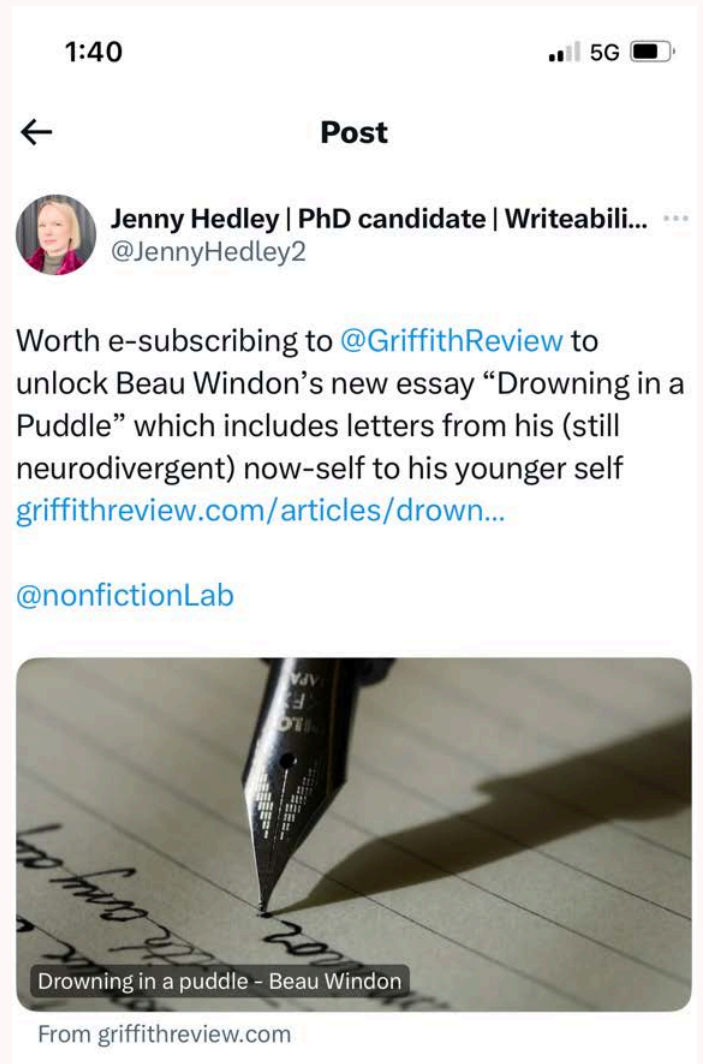 1:40
5G
Post
Jenny Hedley | PhD candidate | Writeabili...
@JennyHedley2
Worth e-subscribing to @GriffithReview to
unlock Beau Windon’s new essay “Drowning in a
Puddle” which includes letters from his (still
neurodivergent) now-self to his younger self
griffithreview.com/articles/drown...
@nonfictionLab
Drowning in a puddle - Beau Windon
From griffithreview.com